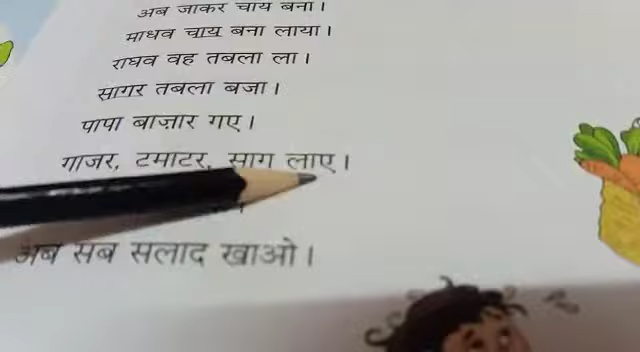 अब जाकर चाय बना।
माधव चाय बना लाया।
राघव वह तबला ला।
सागर तबला बजा।
पापा बाज़ार गए।
गाजर, टमाटर, साग लाए।
अब सब सलाद खाओ।